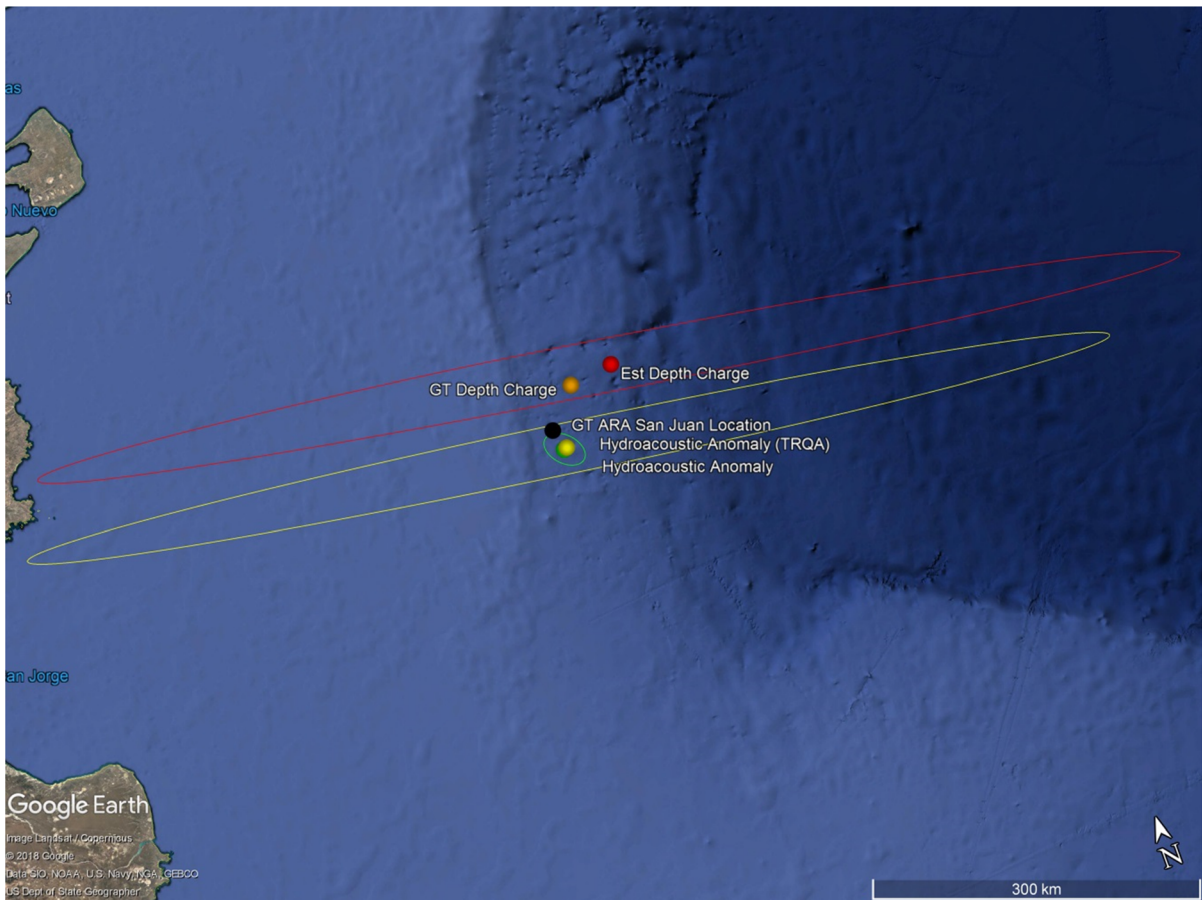 as
Nuevo
t
Est Depth Charge
GT Depth Charge
GT ARA San Juan Location
Hydroacoustic Anomaly (TRQA)
Hydroacoustic Anomaly
an Jorge
Google Earth
Image Landsat / Copernicus
© 2018 Google
Data SIO, NOAA, U.S. Navy, NGA, GEBCO
US Dept of State Geographer
N
300 km